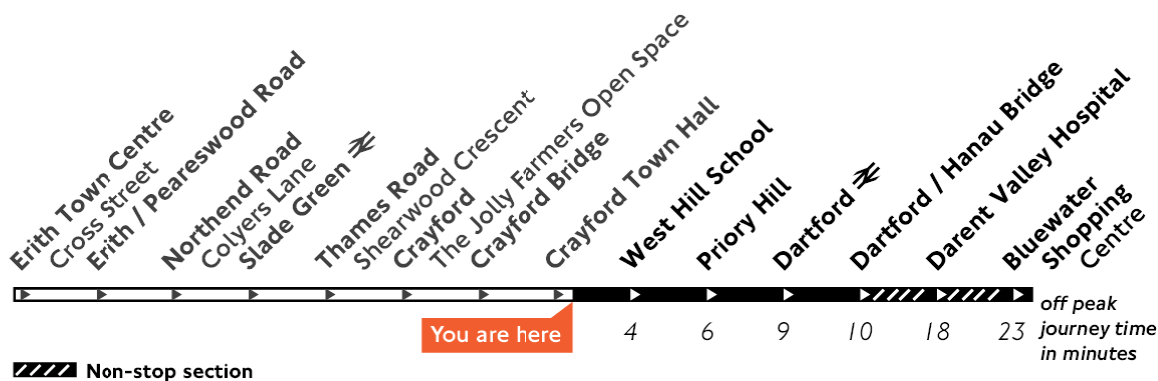 Erith Town Centre
Cross Street
Erith / Peareswood Road
Northend Road
Colyers Lane
Slade Green
Thames Road
Shearwood Crescent
Crayford
The Jolly Farmers Open Space
Crayford Bridge
Crayford Town Hall
West Hill School
Priory Hill
Dartford
Dartford / Hanau Bridge
Darent Valley Hospital
Bluewater
Shopping
Centre
You are here
4 6 9 10 18 23
off peak
journey time
in minutes
Non-stop section